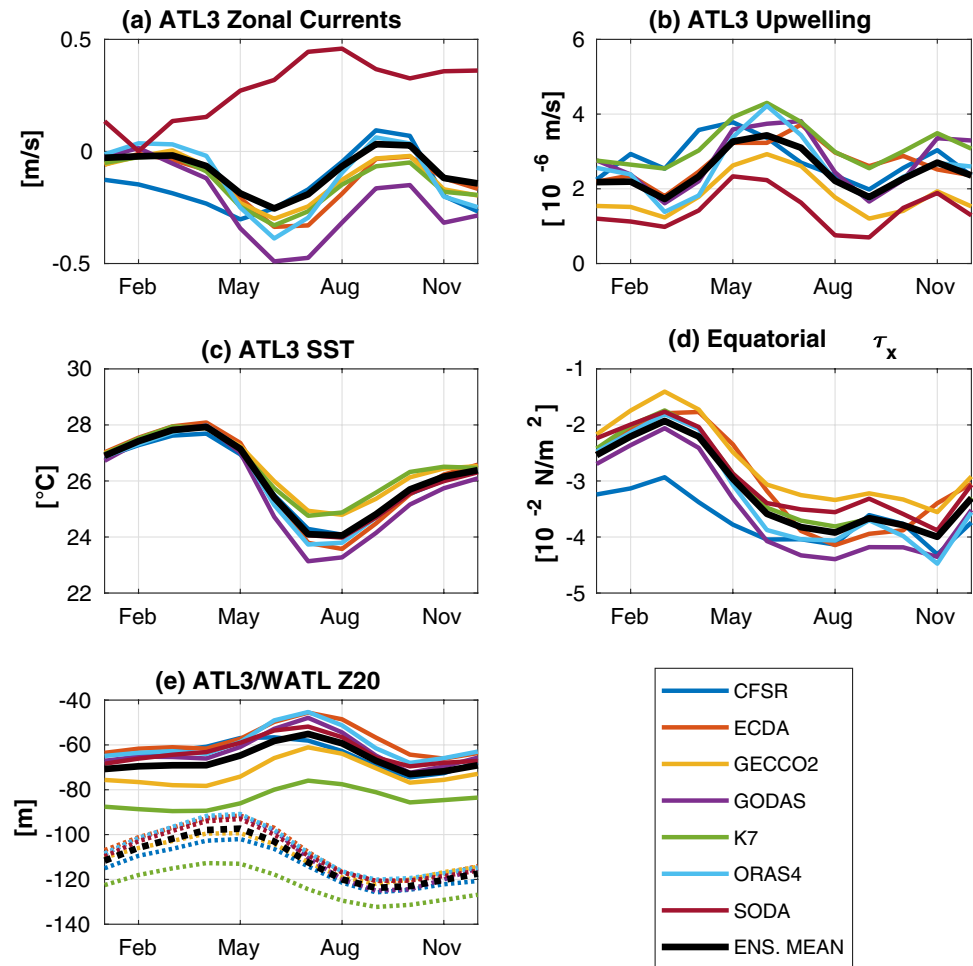 (a) ATL3 Zonal Currents
0.5
0
-0.5
[m/s]
Feb May Aug Nov
(b) ATL3 Upwelling
6
4
2
0
[ 10^-6 m/s]
Feb May Aug Nov
(c) ATL3 SST
30
28
26
24
22
[°C]
Feb May Aug Nov
(d) Equatorial τx
-1
-2
-3
-4
-5
[10^-2 N/m^2 ]
Feb May Aug Nov
(e) ATL3/WATL Z20
-40
-60
-80
-100
-120
-140
[m]
Feb May Aug Nov
CFSR
ECDA
GECCO2
GODAS
K7
ORAS4
SODA
ENS. MEAN